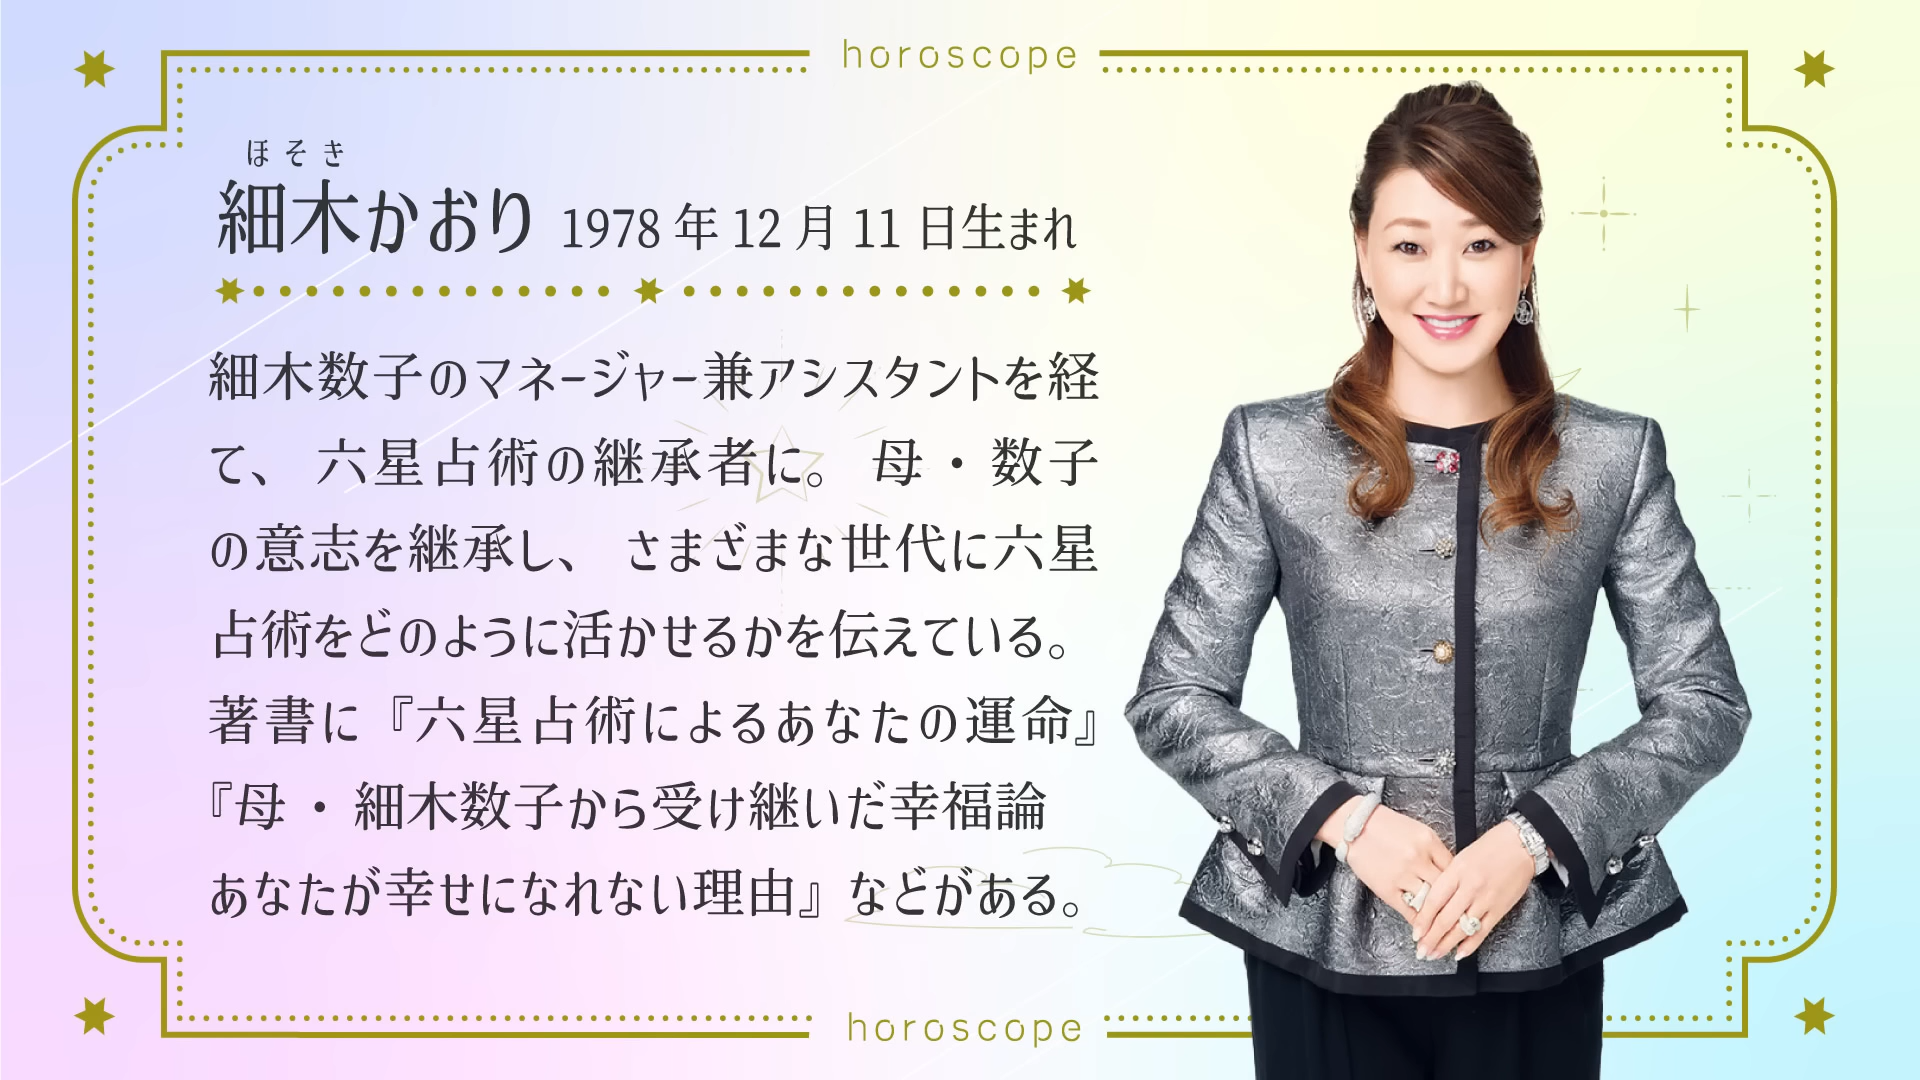 horoscope
ほそき
細木かおり 1978年12月11日生まれ
細木数子のマネージャー兼アシスタントを経
て、六星占術の継承者に。母・数子
の意志を継承し、さまざまな世代に六星
占術をどのように活かせるかを伝えている。
著書に『六星占術によるあなたの運命』
『母・細木数子から受け継いだ幸福論
あなたが幸せになれない理由』などがある。
horoscope